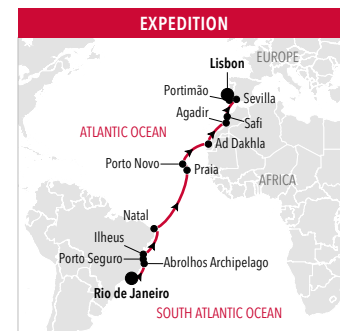 EXPEDITION
Lisbon
EUROPE
Portimão
Sevilla
Agadir
Safi
ATLANTIC OCEAN
Ad Dakhla
Porto Novo
Praia
AFRICA
Natal
Ilheus
Porto Seguro
Abrolhos Archipelago
Rio de Janeiro
SOUTH ATLANTIC OCEAN